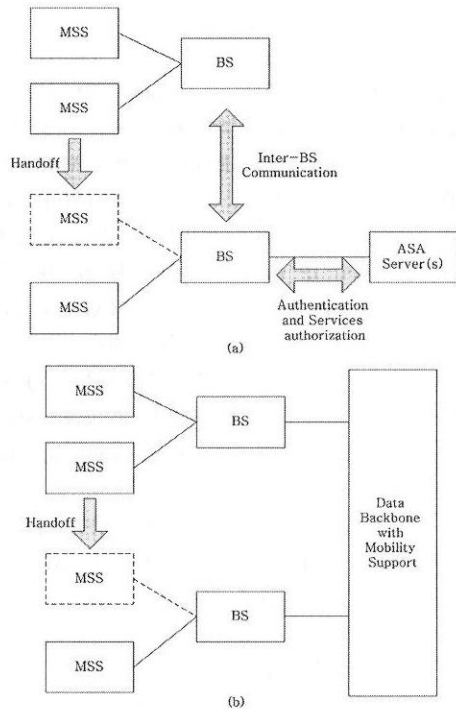 MSS
BS
MSS
Handoff
Inter-BS
Communication
MSS
BS
ASA
Server(s)
MSS
Authentication
and Services
authorization
(a)
MSS
BS
MSS
Data
Backbone
with
Mobility
Support
Handoff
MSS
BS
MSS
(b)